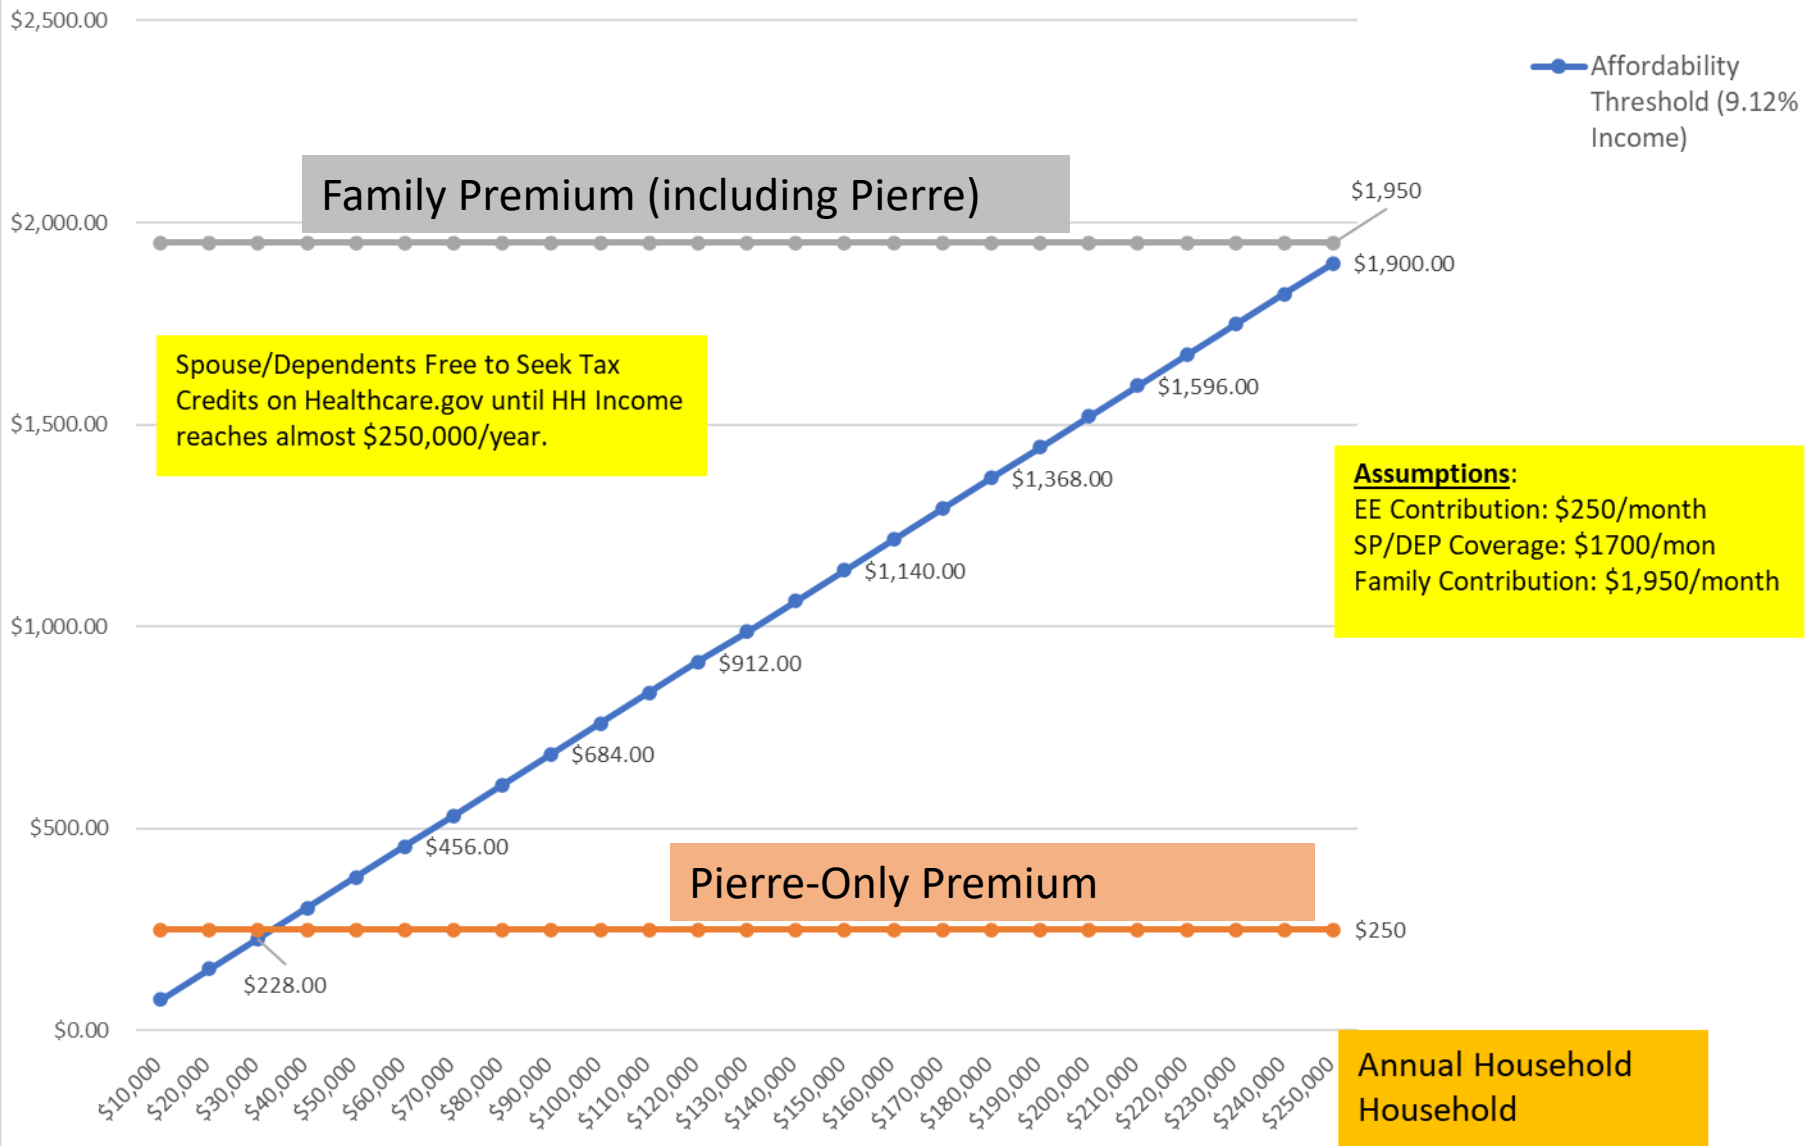 $2,500.00
Affordability
Threshold (9.12%
Income)
Family Premium (including Pierre)
$1,950
$2,000.00
$1,900.00
Spouse/Dependents Free to Seek Tax
Credits on Healthcare.gov until HH Income
reaches almost $250,000/year.
$1,596.00
$1,500.00
$1,368.00
Assumptions:
EE Contribution: $250/month
SP/DEP Coverage: $1700/mon
Family Contribution: $1,950/month
$1,140.00
$1,000.00
$912.00
$684.00
$500.00
$456.00
Pierre-Only Premium
$250
$228.00
$0.00
$10,000
$20,000
$30,000
$40,000
$50,000
$60,000
$70,000
$80,000
$90,000
$100,000
$110,000
$120,000
$130,000
$140,000
$150,000
$160,000
$170,000
$180,000
$190,000
$200,000
$210,000
$220,000
$230,000
$240,000
$250,000
Annual Household
Household